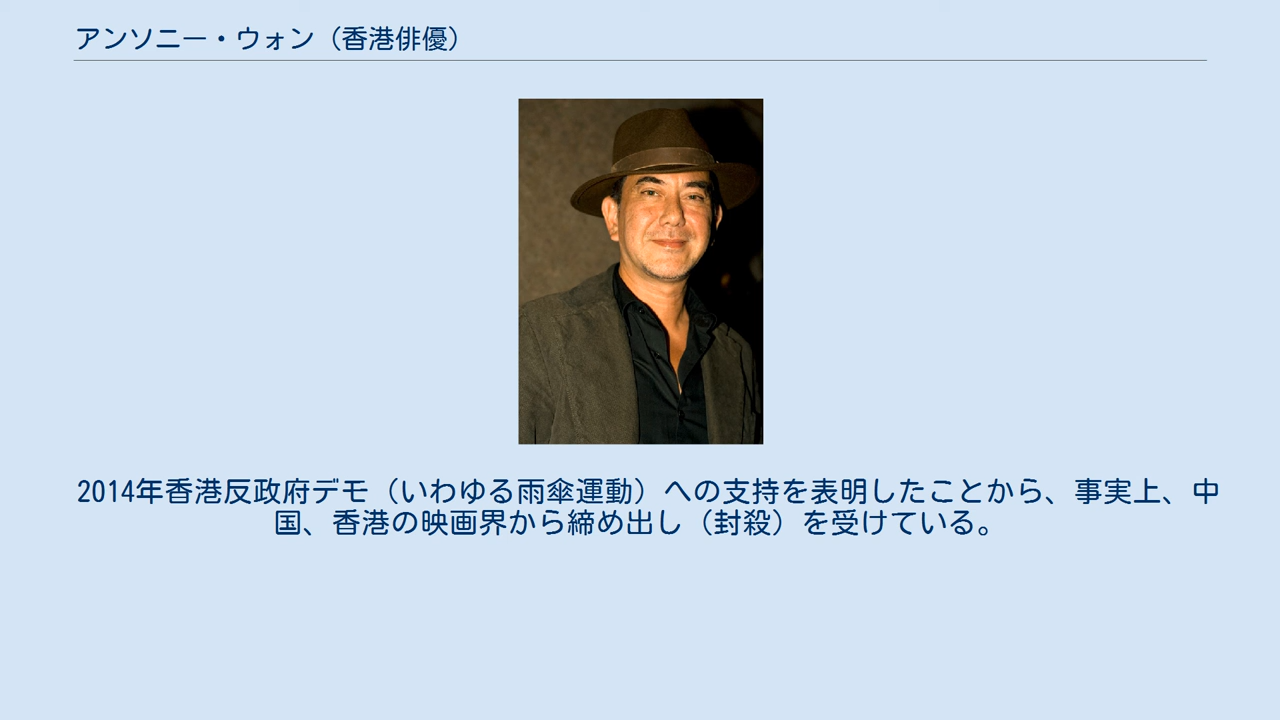 アンソニー・ウォン（香港俳優）
2014年香港反政府デモ（いわゆる雨傘運動）への支持を表明したことから、事実上、中
国、香港の映画界から締め出し（封殺）を受けている。